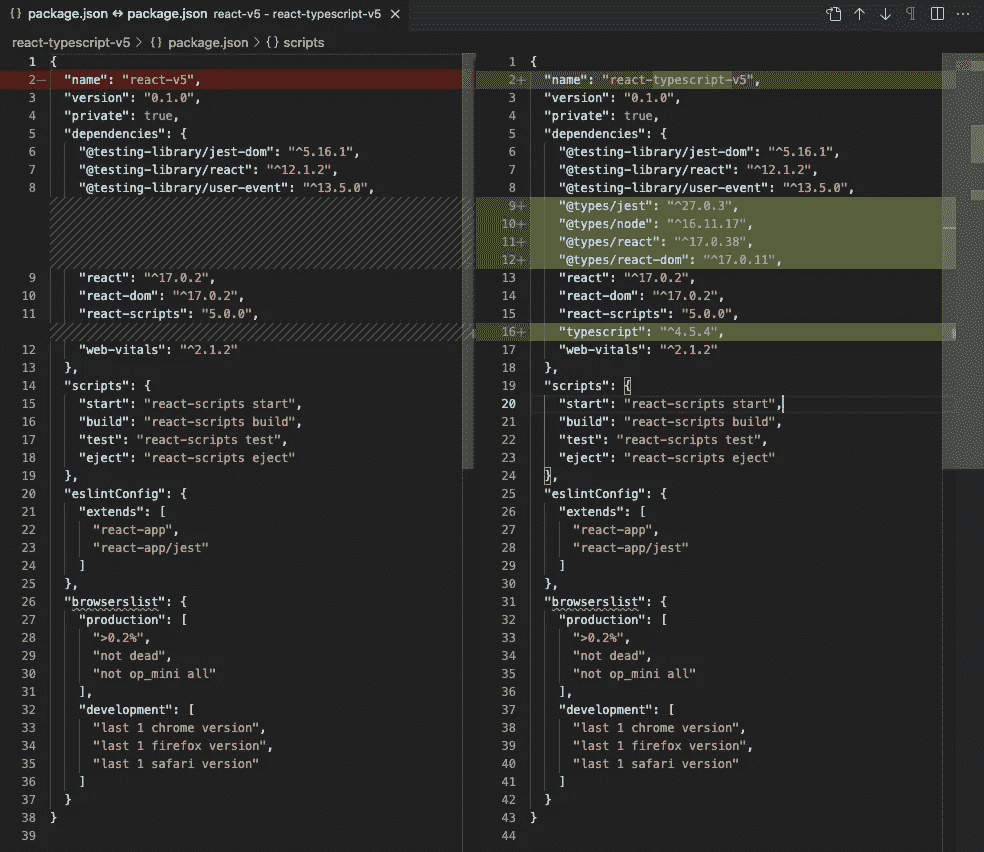 {} package.json ↔ package.json react-v5 - react-typescript-v5 ×
react-typescript-v5 > {} package.json > {} scripts
1 {
2— "name": "react-v5",
3 "version": "0.1.0",
4 "private": true,
5 "dependencies": {
6 "@testing-library/jest-dom": "^5.16.1",
7 "@testing-library/react": "^12.1.2",
8 "@testing-library/user-event": "^13.5.0",
9 "react": "^17.0.2",
10 "react-dom": "^17.0.2",
11 "react-scripts": "5.0.0",
12 "web-vitals": "^2.1.2"
13 },
14 "scripts": {
15 "start": "react-scripts start",
16 "build": "react-scripts build",
17 "test": "react-scripts test",
18 "eject": "react-scripts eject"
19 },
20 "eslintConfig": {
21 "extends": [
22 "react-app",
23 "react-app/jest"
24 ]
25 },
26 "browserslist": {
27 "production": [
28 ">0.2%",
29 "not dead",
30 "not op_mini all"
31 ],
32 "development": [
33 "last 1 chrome version",
34 "last 1 firefox version",
35 "last 1 safari version"
36 ]
37 }
38 }
39
1 {
2+ "name": "react-typescript-v5",
3 "version": "0.1.0",
4 "private": true,
5 "dependencies": {
6 "@testing-library/jest-dom": "^5.16.1",
7 "@testing-library/react": "^12.1.2",
8 "@testing-library/user-event": "^13.5.0",
9+ "@types/jest": "^27.0.3",
10+ "@types/node": "^16.11.17",
11+ "@types/react": "^17.0.38",
12+ "@types/react-dom": "^17.0.11",
13 "react": "^17.0.2",
14 "react-dom": "^17.0.2",
15 "react-scripts": "5.0.0",
16+ "typescript": "^4.5.4",
17 "web-vitals": "^2.1.2"
18 },
19 "scripts": {
20 "start": "react-scripts start",
21 "build": "react-scripts build",
22 "test": "react-scripts test",
23 "eject": "react-scripts eject"
24 },
25 "eslintConfig": {
26 "extends": [
27 "react-app",
28 "react-app/jest"
29 ]
30 },
31 "browserslist": {
32 "production": [
33 ">0.2%",
34 "not dead",
35 "not op_mini all"
36 ],
37 "development": [
38 "last 1 chrome version",
39 "last 1 firefox version",
40 "last 1 safari version"
41 ]
42 }
43 }
44